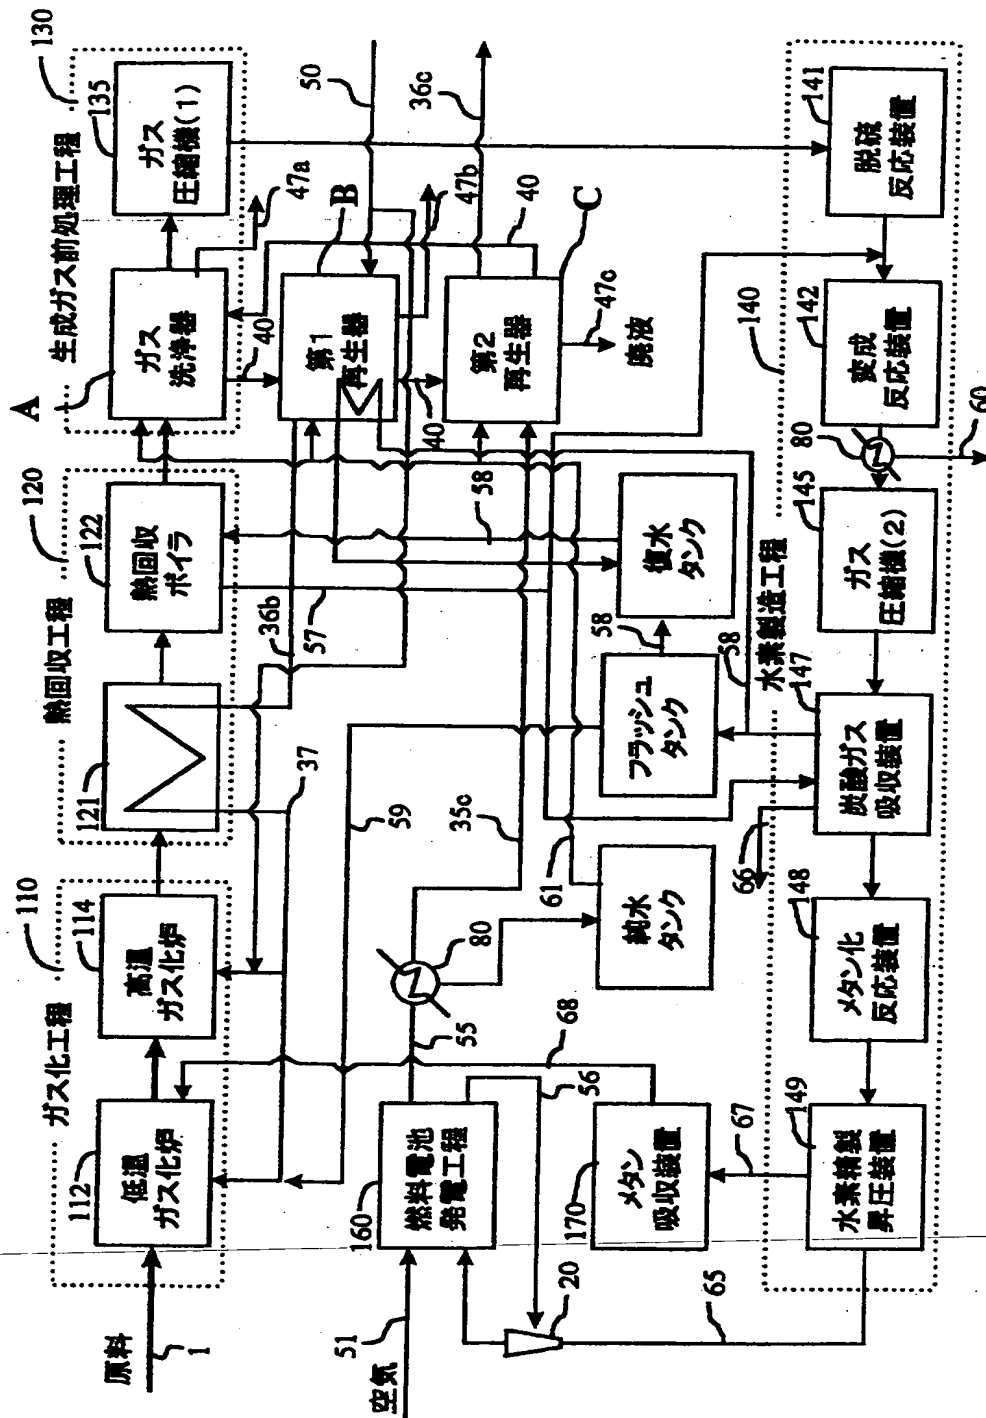 ガス化工程
110
熱回収工程
120
生成ガス前処理工程
130
A
原料
1
112
低温
ガス化炉
114
高温
ガス化炉
121
122
熱回収
ボイラ
ガス
洗浄器
135
ガス
圧縮機(1)
47a
40
37
36b
57
第1
再生器
B
50
47b
40
40
第2
再生器
C
36c
47c
廃液
59
58
35c
61
空気
51
160
燃料電池
発電工程
55
80
56
68
純水
タンク
フラッシュ
タンク
58
復水
タンク
58
20
65
170
メタン
吸収装置
67
66
水素製造工程
140
149
水素精製
昇圧装置
148
メタン化
反応装置
147
炭酸ガス
吸収装置
145
ガス
圧縮機(2)
80
60
142
変成
反応装置
141
脱硫
反応装置